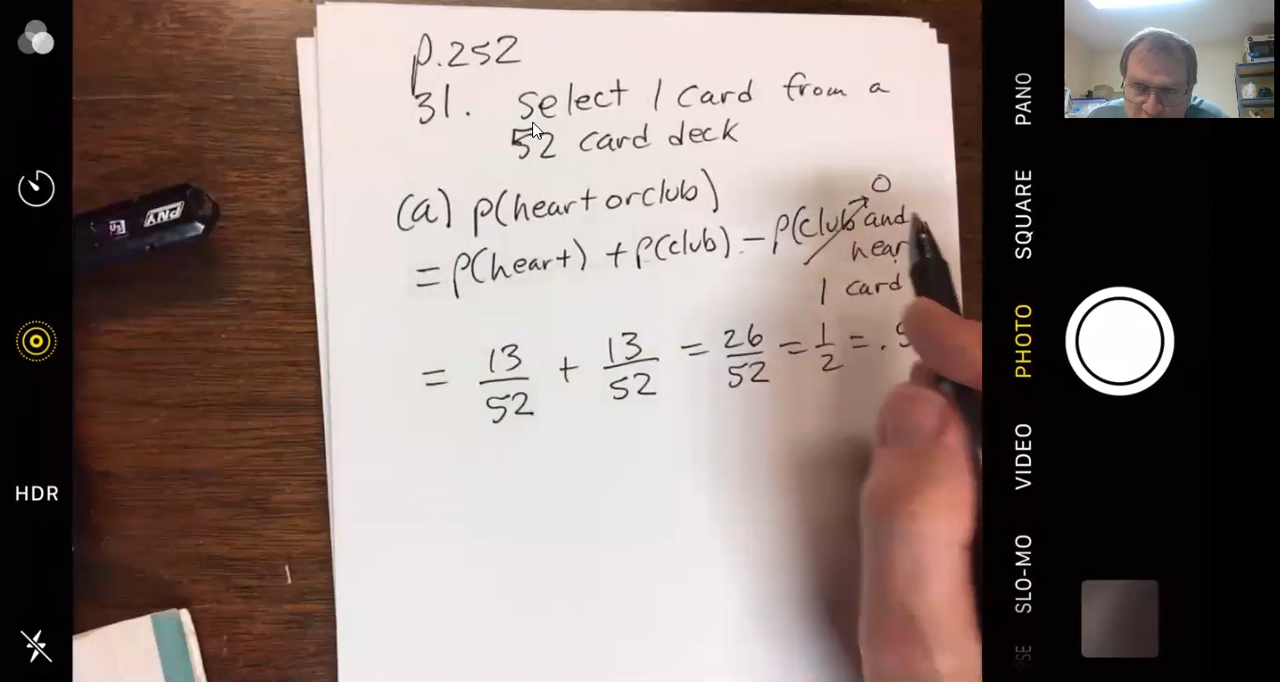 p.252
31. select 1 card from a
52 card deck
(a) p(heart or club)
0
= p(heart) + p(club) - p(club and
1 card
= 13/52 + 13/52 = 26/52 = 1/2 = .
PNY
HDR
PANO
SQUARE
PHOTO
VIDEO
SLO-MO